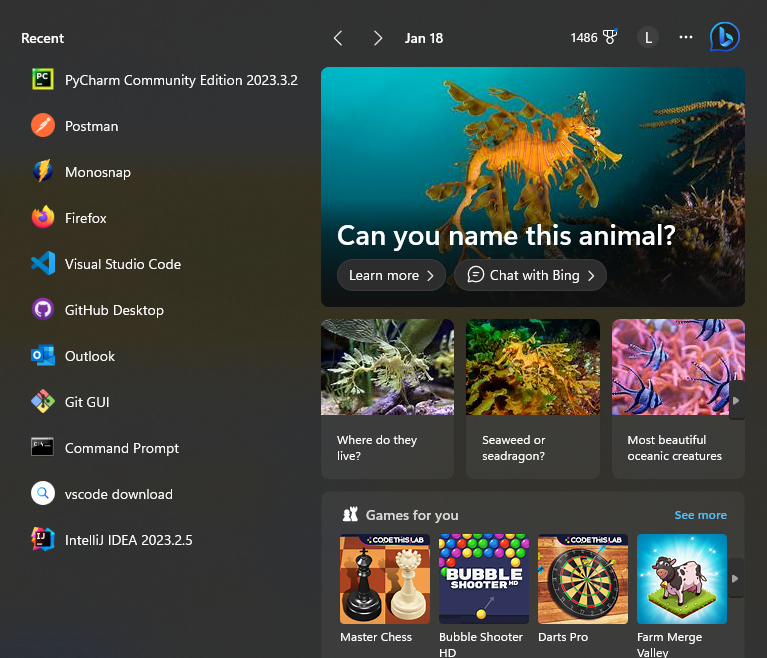 Recent
PyCharm Community Edition 2023.3.2
Postman
Monosnap
Firefox
Visual Studio Code
GitHub Desktop
Outlook
Git GUI
Command Prompt
vscode download
IntelliJ IDEA 2023.2.5
Jan 18
1486
L
Can you name this animal?
Learn more
Chat with Bing
Where do they
live?
Seaweed or
seadragon?
Most beautiful
oceanic creatures
Games for you
See more
CODETHISLAB
BUBBLE
SHOOTER HD
CODETHISLAB
Master Chess
Bubble Shooter
HD
Darts Pro
Farm Merge
Valley